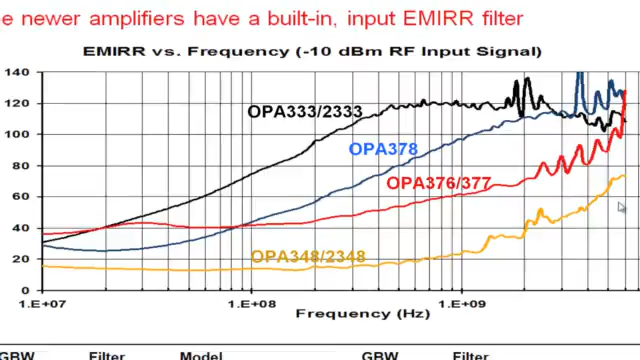 e newer amplifiers have a built-in, input EMIRR filter
EMIRR vs. Frequency (-10 dBm RF Input Signal)
140
120
100
80
60
40
20
0
OPA333/2333
OPA378
OPA376/377
OPA348/2348
1.E+07
1.E+08
1.E+09
Frequency (Hz)
GBW Filter Model GBW Filter